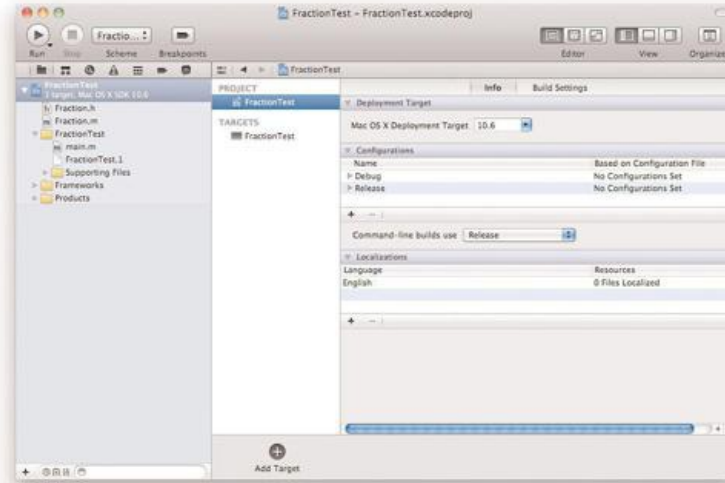 FractionTest - FractionTest.xcodeproj
Fractio...
Run Stop Scheme Breakpoints
Editor View Organize
FractionTest
FractionTest
1 target, Mac OS X SDK 10.6
Fraction.h
Fraction.m
FractionTest
main.m
FractionTest.1
Supporting Files
Frameworks
Products
PROJECT
FractionTest
TARGETS
FractionTest
Add Target
Info Build Settings
Deployment Target
Mac OS X Deployment Target 10.6
Configurations
Name Based on Configuration File
Debug No Configurations Set
Release No Configurations Set
Command-line builds use Release
Localizations
Language Resources
English 0 Files Localized